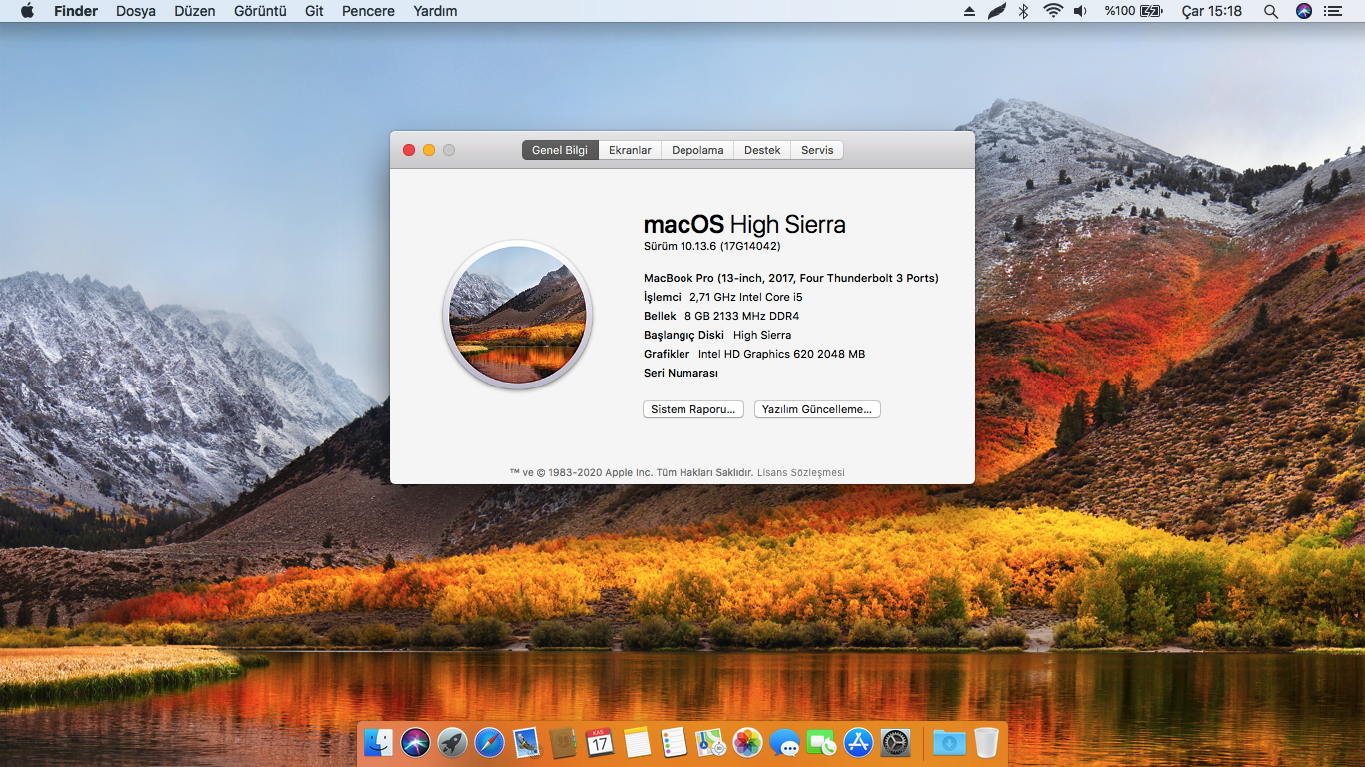 Finder Dosya Düzen Görüntü Git Pencere Yardım %100 Çar 15:18
Genel Bilgi Ekranlar Depolama Destek Servis
macOS High Sierra
Sürüm 10.13.6 (17G14042)
MacBook Pro (13-inch, 2017, Four Thunderbolt 3 Ports)
İşlemci 2,71 GHz Intel Core i5
Bellek 8 GB 2133 MHz DDR4
Başlangıç Diski High Sierra
Grafikler Intel HD Graphics 620 2048 MB
Seri Numarası
Sistem Raporu... Yazılım Güncelleme...
™ ve © 1983-2020 Apple Inc. Tüm Hakları Saklıdır. Lisans Sözleşmesi
KAS
17